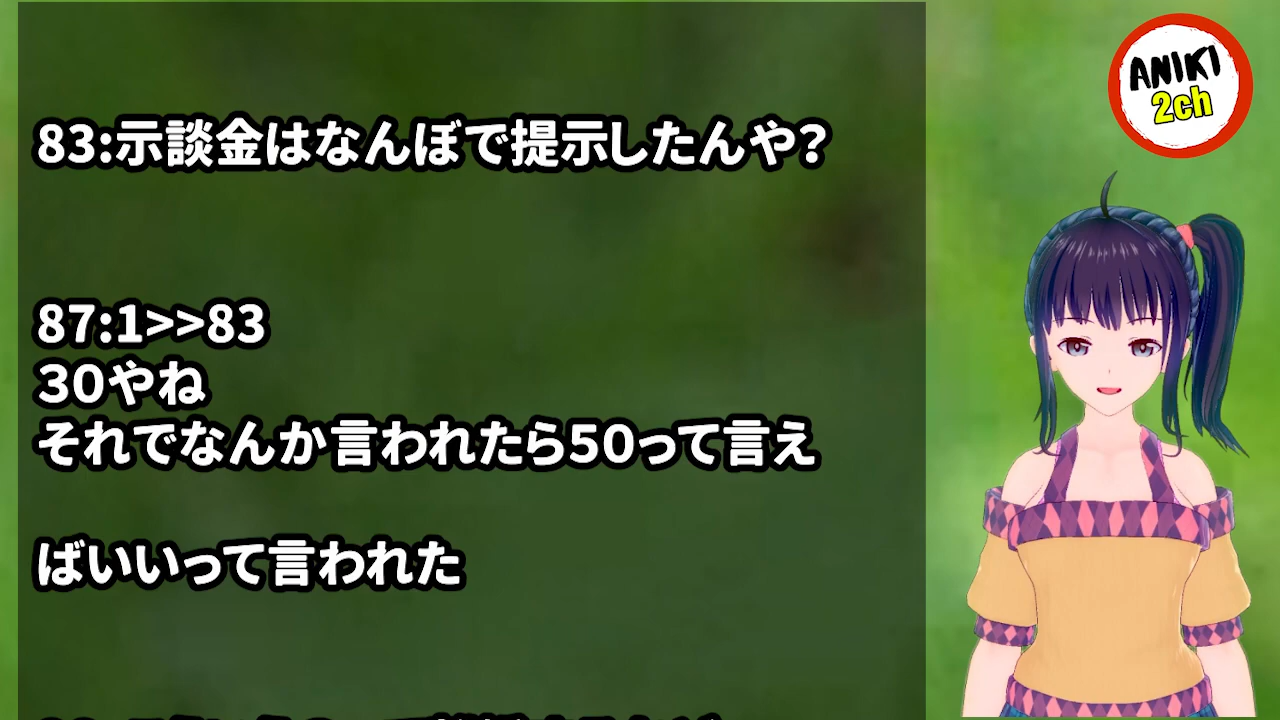 ANIKI
2ch
83:示談金はなんぼで提示したんや?
87:1>>83
30やね
それでなんか言われたら50って言え
ばいいって言われた